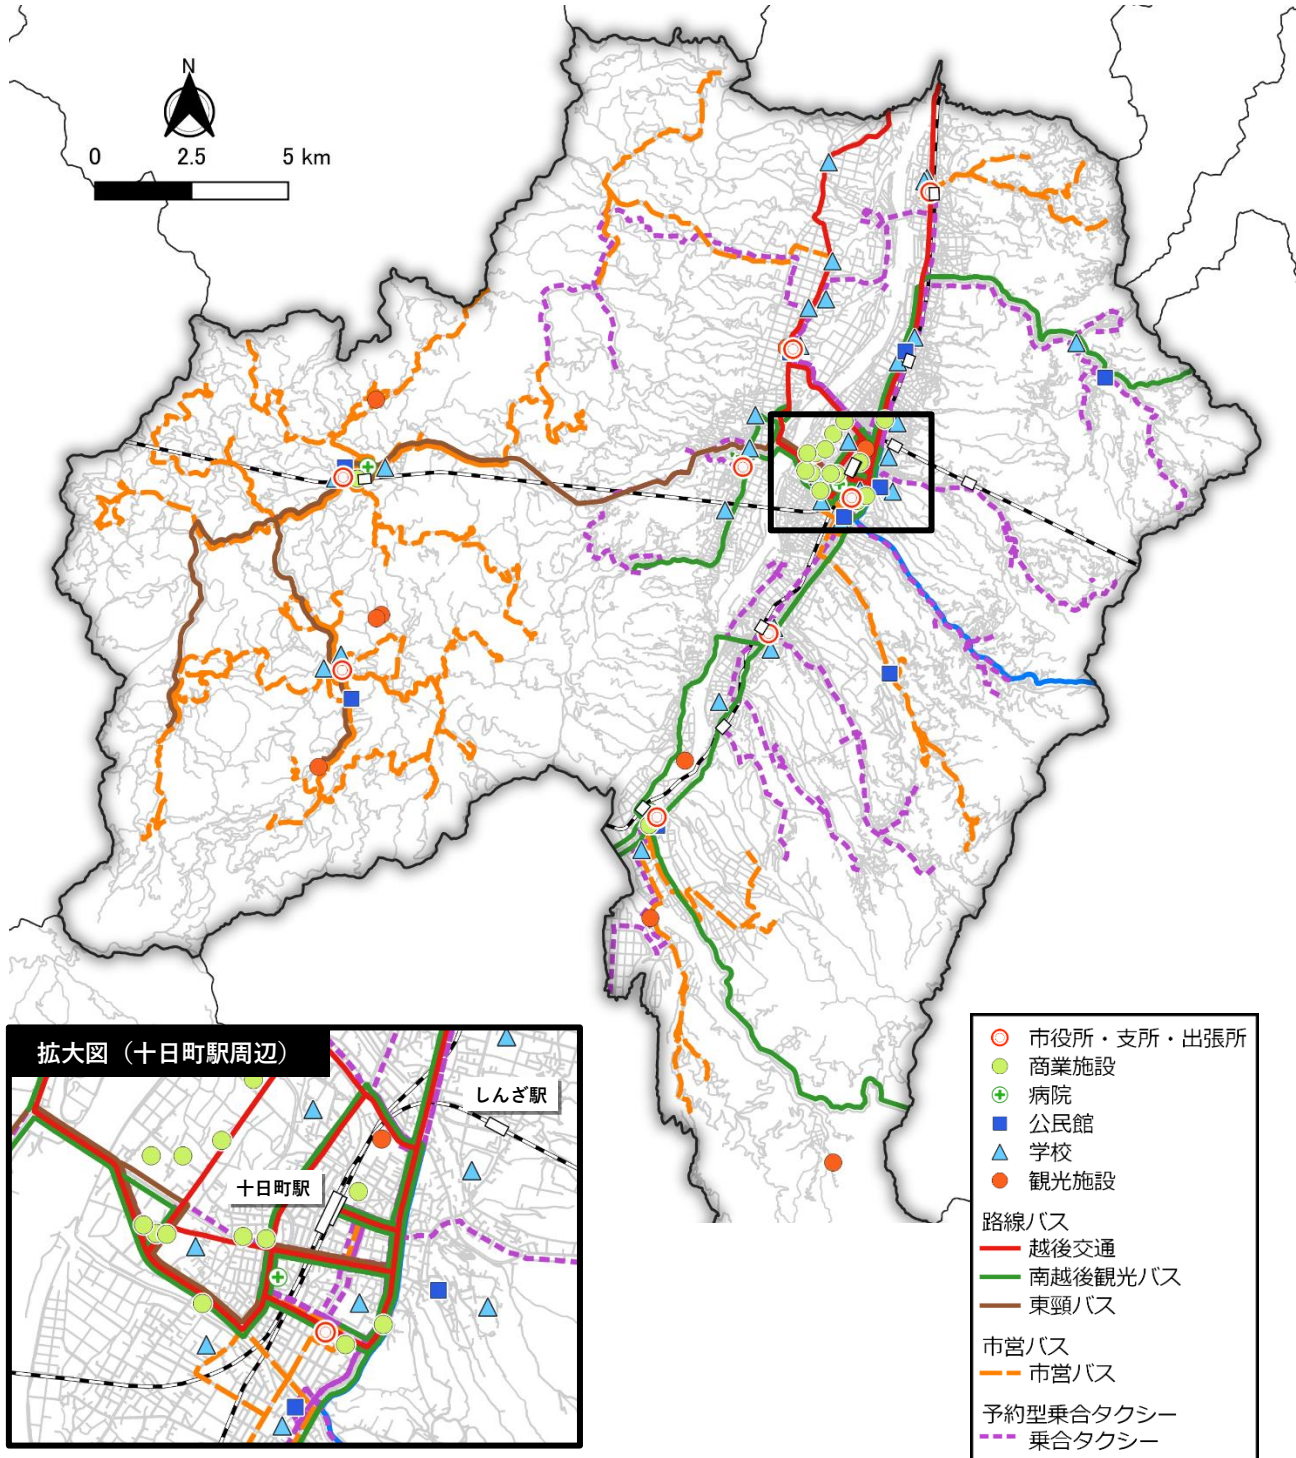 N
0 2.5 5 km
拡大図（十日町駅周辺）
しんざ駅
十日町駅
市役所・支所・出張所
商業施設
病院
公民館
学校
観光施設
路線バス
越後交通
南越後観光バス
東頸バス
市営バス
市営バス
予約型乗合タクシー
乗合タクシー